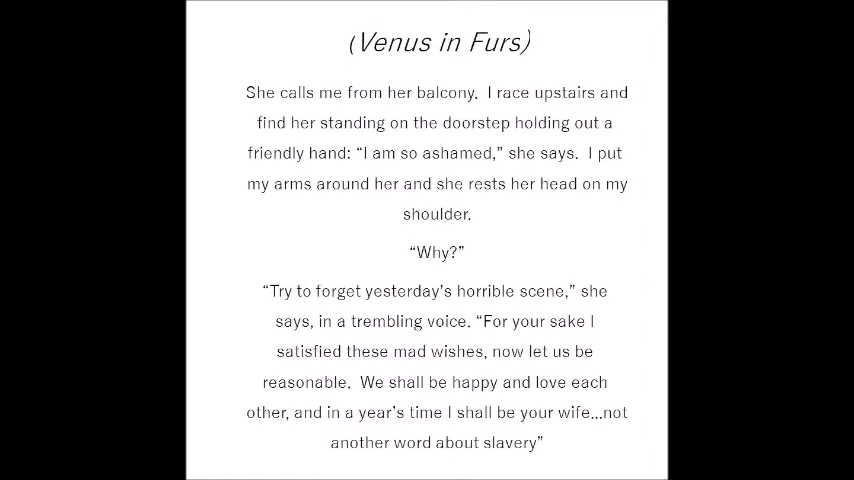 (Venus in Furs)
She calls me from her balcony.  I race upstairs and
find her standing on the doorstep holding out a
friendly hand: “I am so ashamed,” she says.  I put
my arms around her and she rests her head on my
shoulder.
“Why?”
“Try to forget yesterday’s horrible scene,” she
says, in a trembling voice. “For your sake I
satisfied these mad wishes, now let us be
reasonable.  We shall be happy and love each
other, and in a year’s time I shall be your wife...not
another word about slavery”